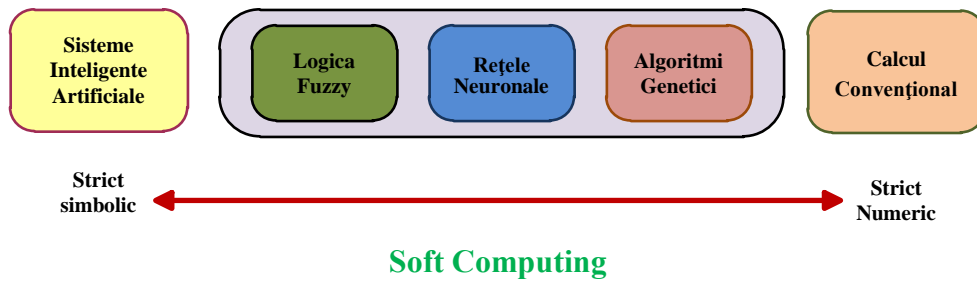 Sisteme
Inteligente
Artificiale
Logica
Fuzzy
Reţele
Neuronale
Algoritmi
Genetici
Calcul
Convenţional
Strict
simbolic
Strict
Numeric
Soft Computing